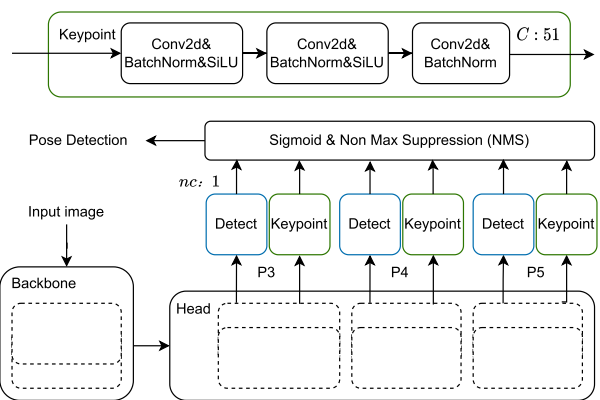 Keypoint
Conv2d&
BatchNorm&SiLU
Conv2d&
BatchNorm&SiLU
Conv2d&
BatchNorm
C : 51
Pose Detection
Sigmoid & Non Max Suppression (NMS)
nc: 1
Input image
Detect
Keypoint
Detect
Keypoint
Detect
Keypoint
P3
P4
P5
Backbone
Head